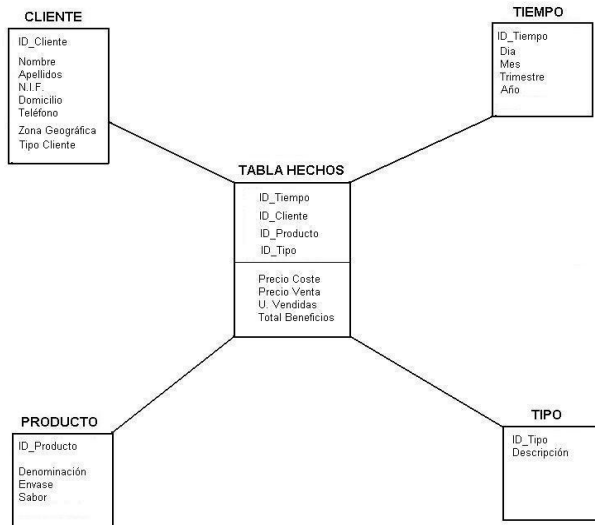 CLIENTE
ID_Cliente
Nombre
Apellidos
N.I.F.
Domicilio
Teléfono
Zona Geográfica
Tipo Cliente
TIEMPO
ID_Tiempo
Dia
Mes
Trimestre
Año
TABLA HECHOS
ID_Tiempo
ID_Cliente
ID_Producto
ID_Tipo
Precio Coste
Precio Venta
U. Vendidas
Total Beneficios
PRODUCTO
ID_Producto
Denominación
Envase
Sabor
TIPO
ID_Tipo
Descripción